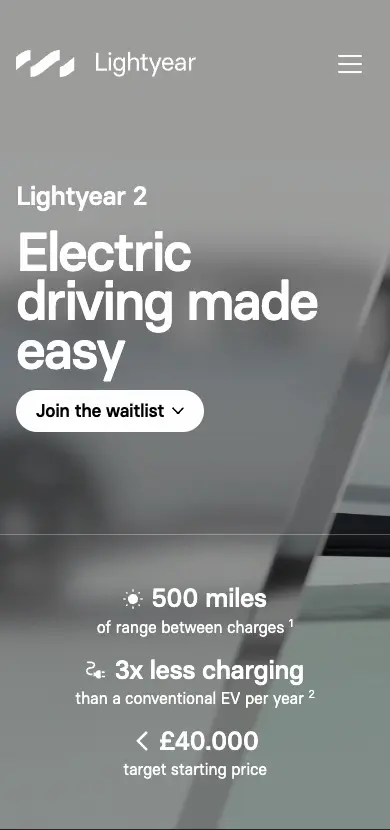 Lightyear
Lightyear 2
Electric
driving made
easy
Join the waitlist
500 miles
of range between charges ¹
3x less charging
than a conventional EV per year ²
< £40.000
target starting price